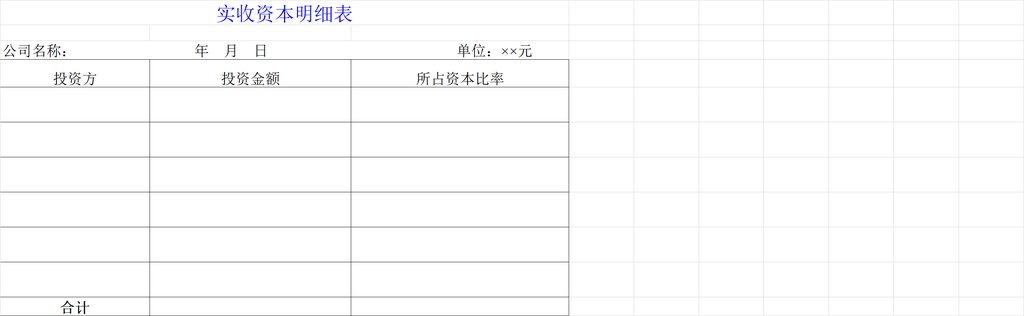 实收资本明细表
公司名称： 年 月 日 单位：××元
投资方 投资金额 所占资本比率
合计